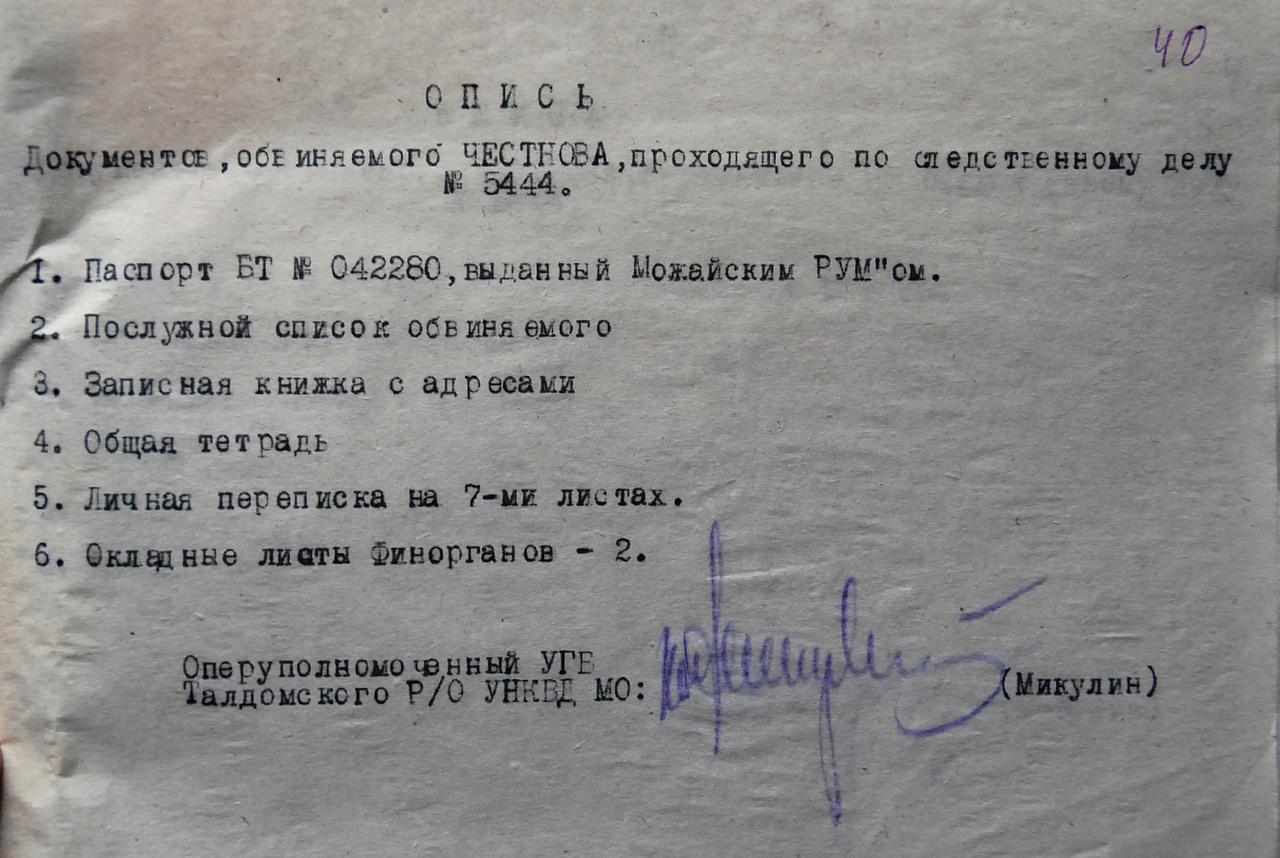 40
ОПИСЬ
Документов, обвиняемого ЧЕСТНОВА, проходящего по следственному делу
№ 5444.
1. Паспорт БТ № 042280, выданный Можайским РУМ"ом.
2. Послужной список обвиняемого
3. Записная книжка с адресами
4. Общая тетрадь
5. Личная переписка на 7-ми листах.
6. Окладные листы Финорганов - 2.
Оперуполномоченный УГБ
Талдомского Р/О УНКВД МО:
(Микулин)